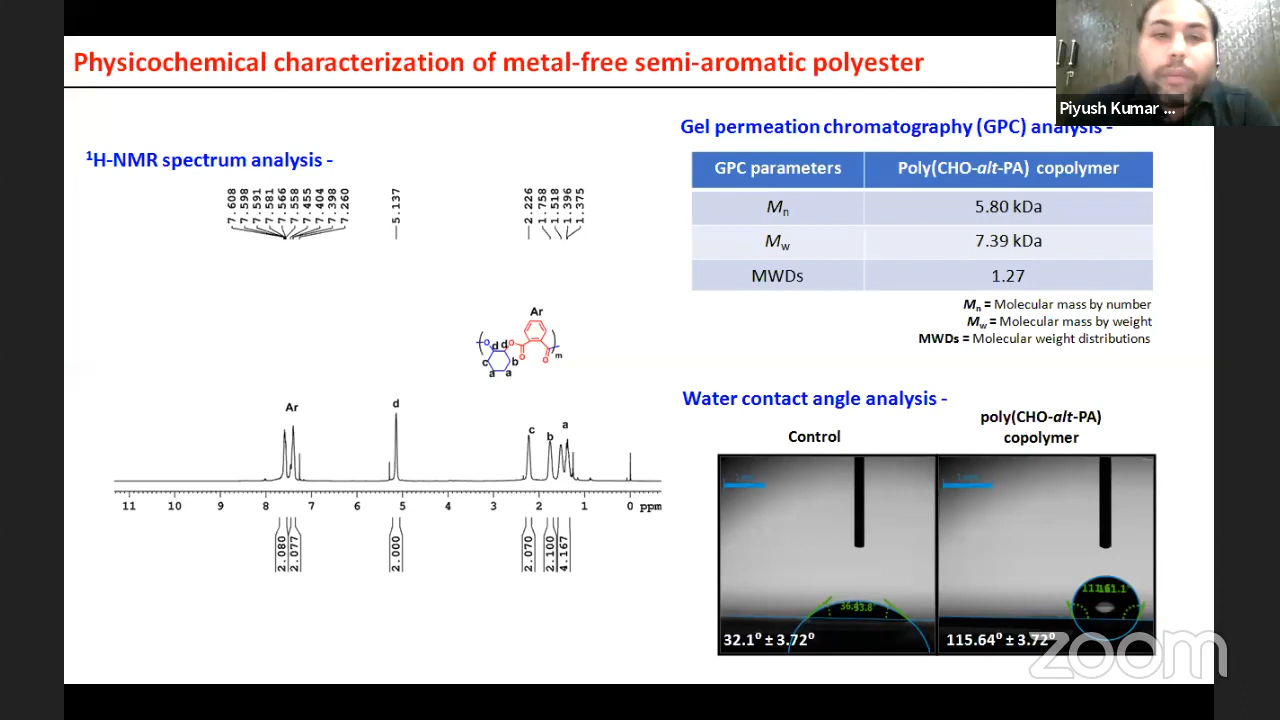 Physicochemical characterization of metal-free semi-aromatic polyester
Piyush Kumar ...
¹H-NMR spectrum analysis -
7.608
7.598
7.591
7.581
7.566
7.558
7.455
7.404
7.398
7.260
5.137
2.226
1.758
1.518
1.396
1.375
Ar
O d d O
O O m
c b
a a
Ar
d
c
b
a
11 10 9 8 7 6 5 4 3 2 1 0 ppm
2.080
2.077
2.000
2.070
2.100
4.167
Gel permeation chromatography (GPC) analysis -
GPC parameters Poly(CHO-alt-PA) copolymer
Mn 5.80 kDa
Mw 7.39 kDa
MWDs 1.27
Mn = Molecular mass by number
Mw = Molecular mass by weight
MWDs = Molecular weight distributions
Water contact angle analysis -
Control
poly(CHO-alt-PA)
copolymer
32.1⁰ ± 3.72⁰
115.64⁰ ± 3.72⁰
zoom